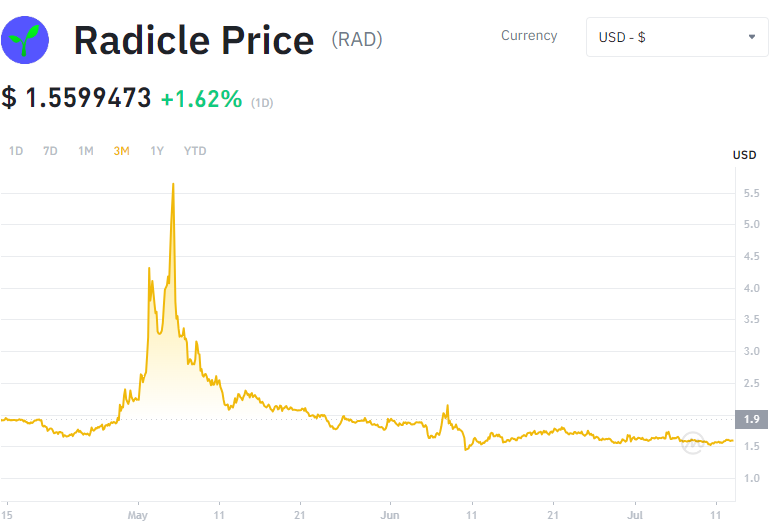 Radicle Price (RAD)
Currency
USD - $
$ 1.5599473 +1.62% (1D)
1D 7D 1M 3M 1Y YTD
USD
5.5
5.0
4.5
4.0
3.5
3.0
2.5
1.9
1.5
1.0
15 May 11 21 Jun 11 21 Jul 11